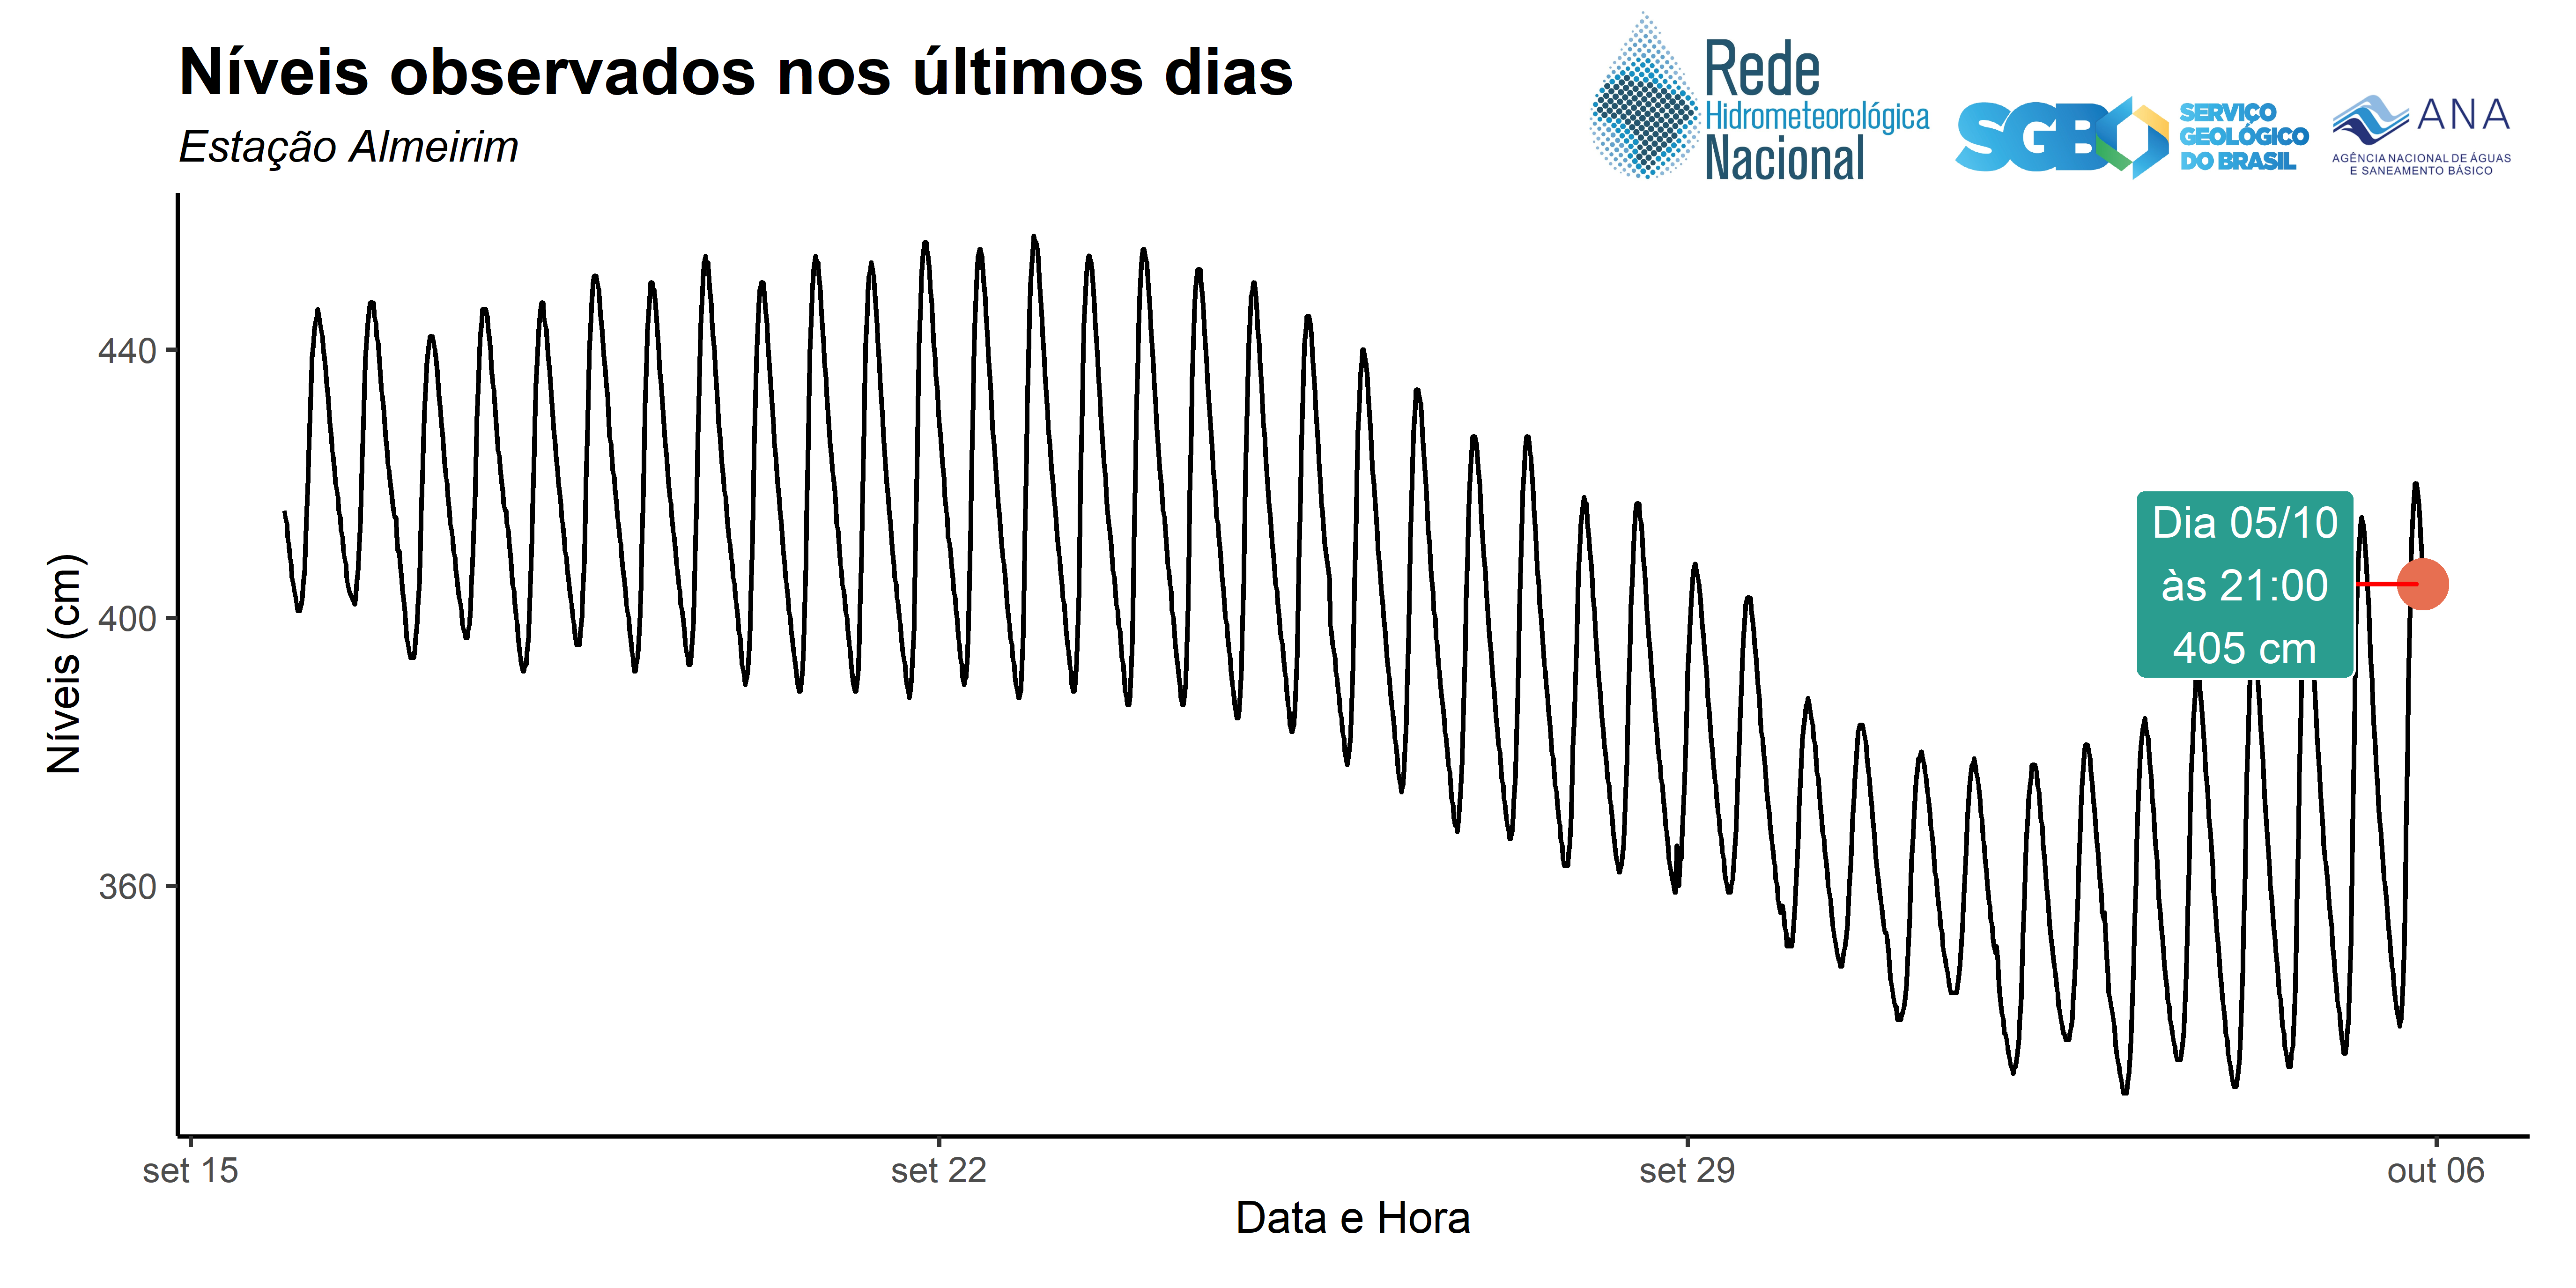 Níveis observados nos últimos dias
Estação Almeirim
Rede
Hidrometeorológica
Nacional
SGB
SERVIÇO
GEOLÓGICO
DO BRASIL
ANA
AGÊNCIA NACIONAL DE ÁGUAS
E SANEAMENTO BÁSICO
Níveis (cm)
440
400
360
Dia 05/10
às 21:00
405 cm
set 15
set 22
set 29
out 06
Data e Hora